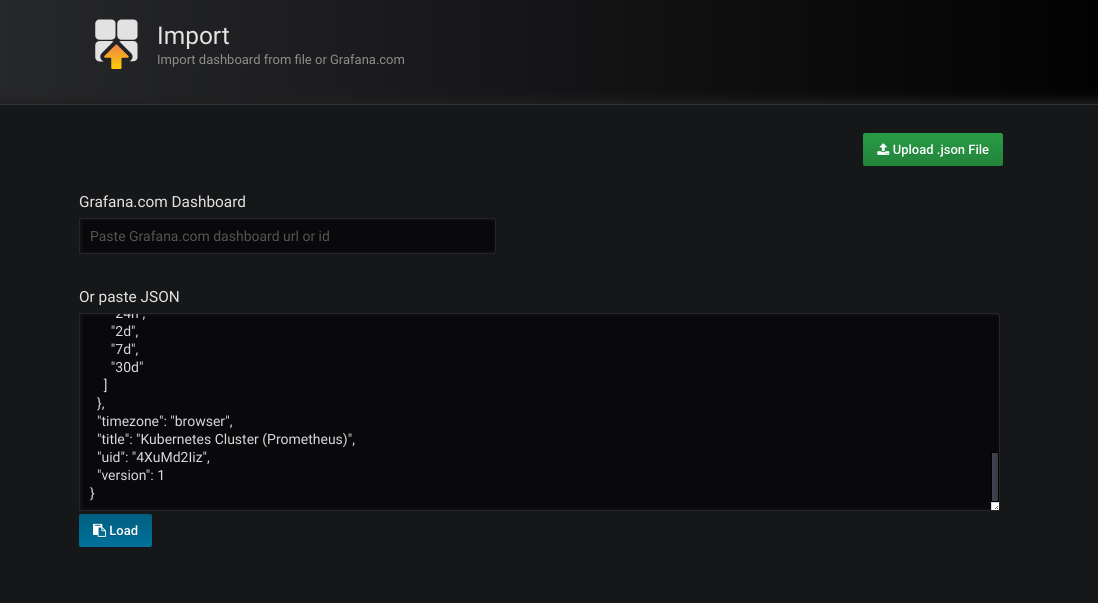 Import
Import dashboard from file or Grafana.com
Upload .json File
Grafana.com Dashboard
Paste Grafana.com dashboard url or id
Or paste JSON
"24h",
"2d",
"7d",
"30d"
]
},
"timezone": "browser",
"title": "Kubernetes Cluster (Prometheus)",
"uid": "4XuMd2Iiz",
"version": 1
}
Load